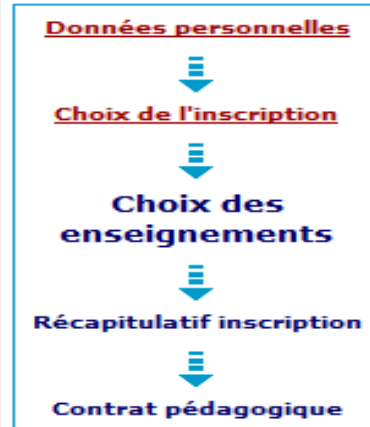 Données personnelles
Choix de l'inscription
Choix des
enseignements
Récapitulatif inscription
Contrat pédagogique